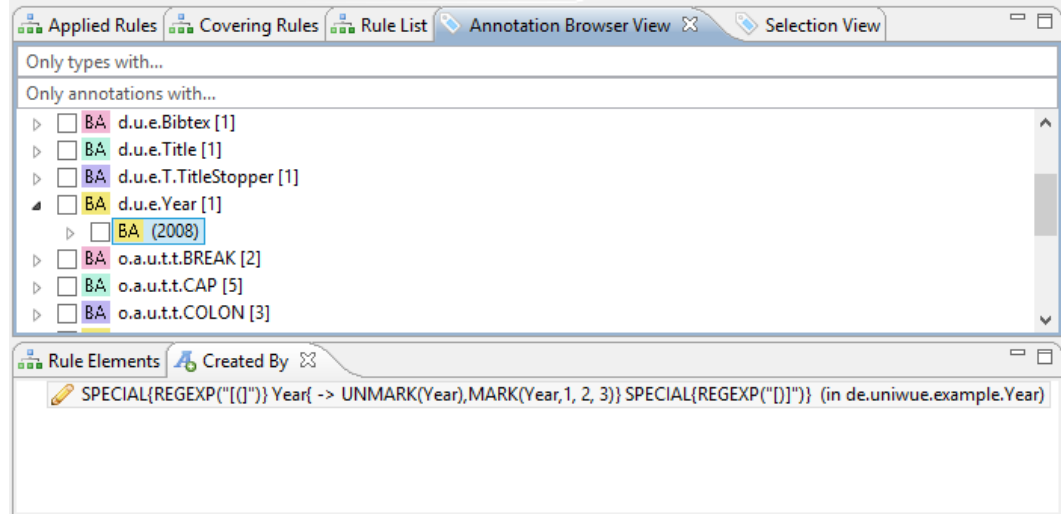 Applied Rules Covering Rules Rule List Annotation Browser View Selection View
Only types with...
Only annotations with...
BA d.u.e.Bibtex [1]
BA d.u.e.Title [1]
BA d.u.e.T.TitleStopper [1]
BA d.u.e.Year [1]
BA (2008)
BA o.a.u.t.t.BREAK [2]
BA o.a.u.t.t.CAP [5]
BA o.a.u.t.t.COLON [3]
Rule Elements Created By
SPECIAL{REGEXP("[(]")} Year{ -> UNMARK(Year),MARK(Year,1, 2, 3)} SPECIAL{REGEXP("[)]")} (in de.uniwue.example.Year)